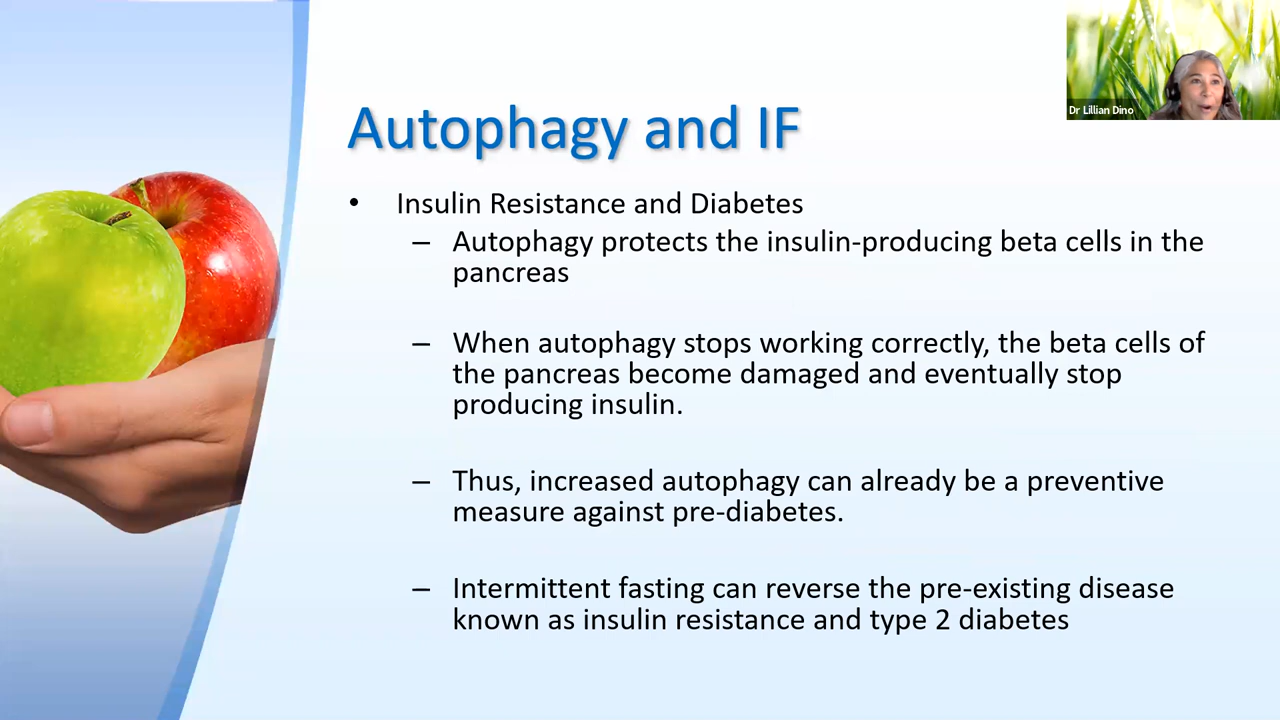 Dr Lillian Dino
Autophagy and IF
• Insulin Resistance and Diabetes
– Autophagy protects the insulin-producing beta cells in the
pancreas
– When autophagy stops working correctly, the beta cells of
the pancreas become damaged and eventually stop
producing insulin.
– Thus, increased autophagy can already be a preventive
measure against pre-diabetes.
– Intermittent fasting can reverse the pre-existing disease
known as insulin resistance and type 2 diabetes